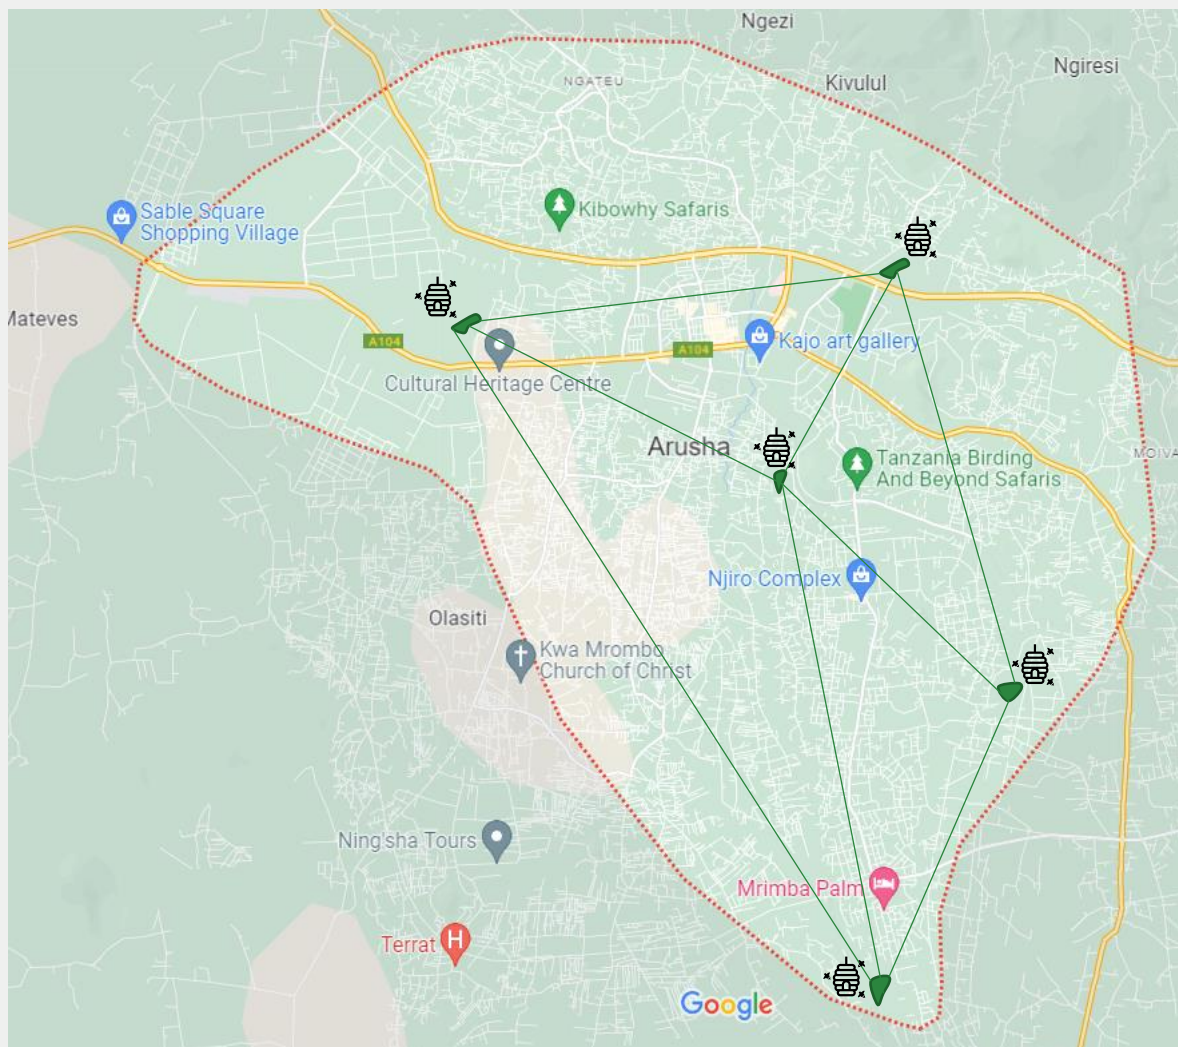 Ngezi
Ngiresi
Kivulul
NGATEU
Sable Square
Shopping Village
Kibowhy Safaris
Mateves
A104
A104
Kajo art gallery
Cultural Heritage Centre
Arusha
Tanzania Birding
And Beyond Safaris
MOIVA
Njiro Complex
Olasiti
Kwa Mrombo
Church of Christ
Ning'sha Tours
Mrimba Palm
Terrat
H
Google